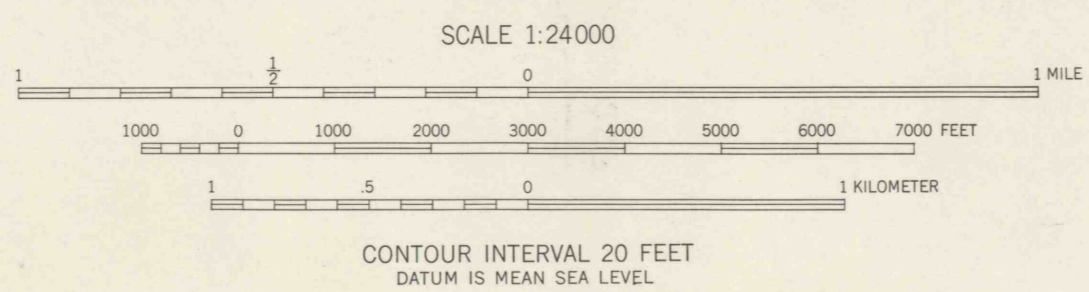 SCALE 1:24000
1 1/2 0 1 MILE
1000 0 1000 2000 3000 4000 5000 6000 7000 FEET
1 .5 0 1 KILOMETER
CONTOUR INTERVAL 20 FEET
DATUM IS MEAN SEA LEVEL